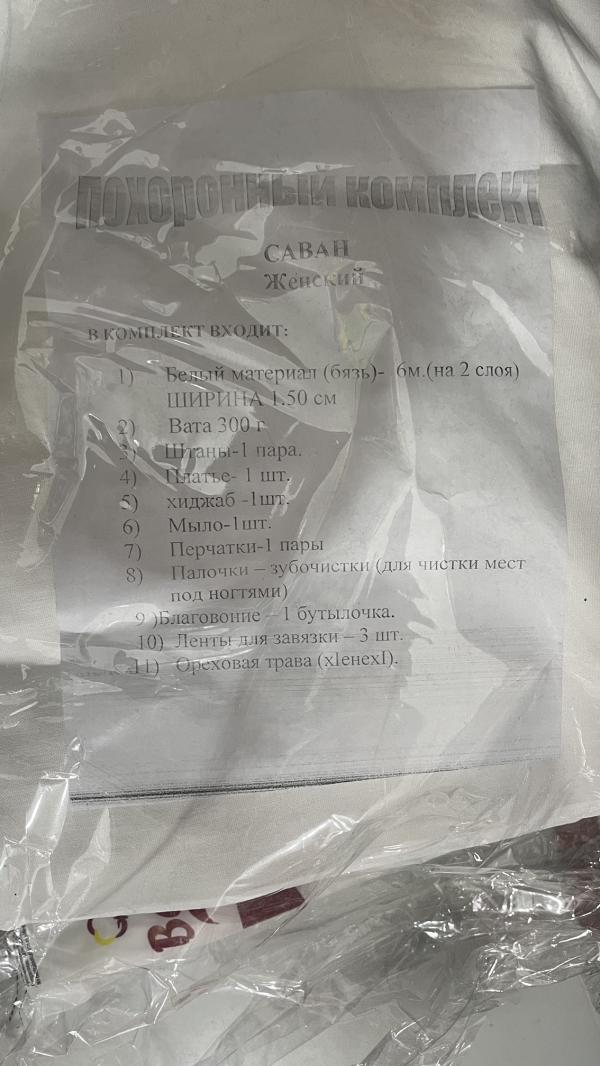 ПОХОРОННЫЙ КОМПЛЕКТ
САВАН
Женский
В КОМПЛЕКТ ВХОДИТ:
1) Белый материал (бязь)- 6м.(на 2 слоя)
ШИРИНА 1.50 см
2) Вата 300 г
3) Штаны-1 пара.
4) Платье- 1 шт.
5) хиджаб -1шт.
6) Мыло-1шт.
7) Перчатки-1 пары
8) Палочки – зубочистки (для чистки мест
под ногтями)
9 )Благовоние – 1 бутылочка.
10) Ленты для завязки – 3 шт.
11) Ореховая трава (хIенехI).